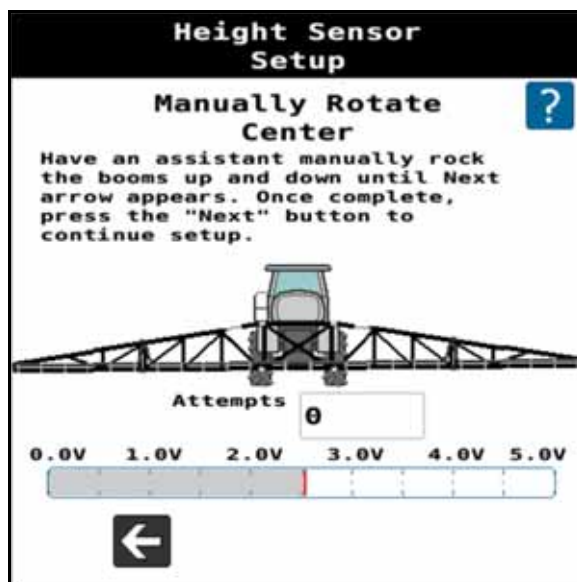 Height Sensor
Setup
Manually Rotate
Center
?
Have an assistant manually rock
the booms up and down until Next
arrow appears. Once complete,
press the "Next" button to
continue setup.
Attempts
0
0.0V 1.0V 2.0V 3.0V 4.0V 5.0V